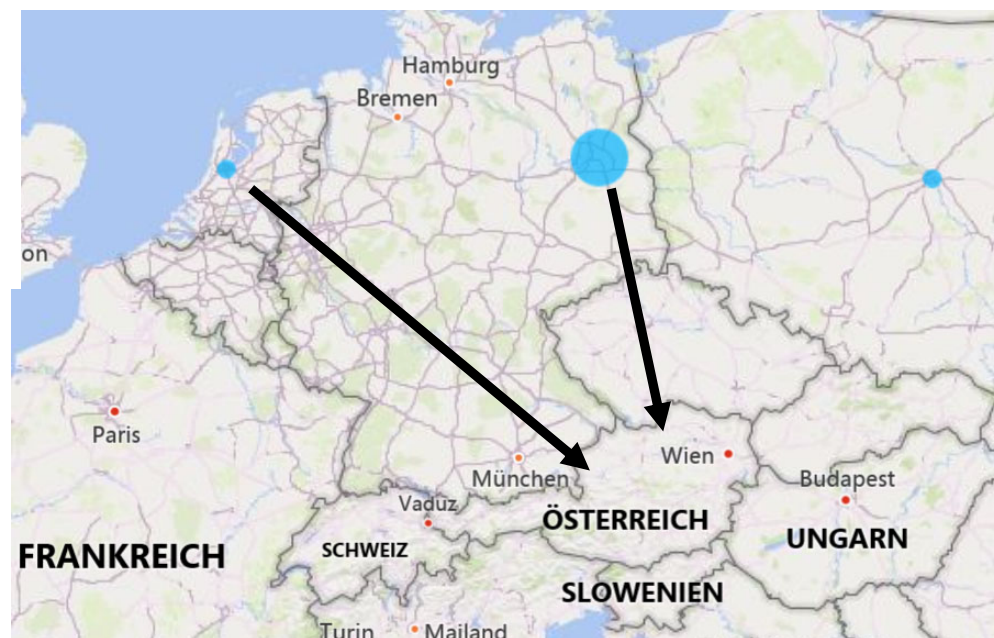 Hamburg
Bremen
on
Paris
Wien
München
Budapest
Vaduz
ÖSTERREICH
UNGARN
SCHWEIZ
FRANKREICH
SLOWENIEN
Turin
Mailand